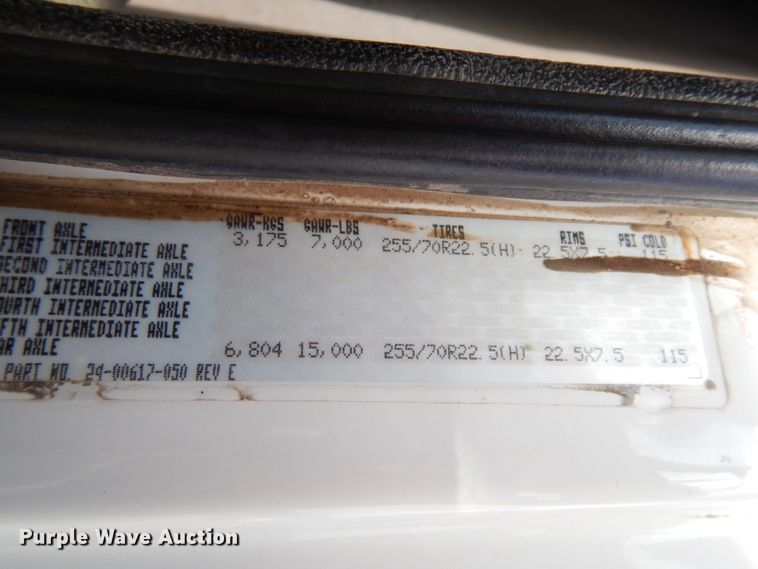 GAWR-KGS GAWR-LBS TIRES RIMS PSI COLD
FRONT AXLE 3,175 7,000 255/70R22.5(H) 22.5X7.5 115
FIRST INTERMEDIATE AXLE
SECOND INTERMEDIATE AXLE
THIRD INTERMEDIATE AXLE
OURTH INTERMEDIATE AXLE
FTH INTERMEDIATE AXLE
AR AXLE 6,804 15,000 255/70R22.5(H) 22.5X7.5 115
PART NO. 24-00617-050 REV E
Purple Wave Auction